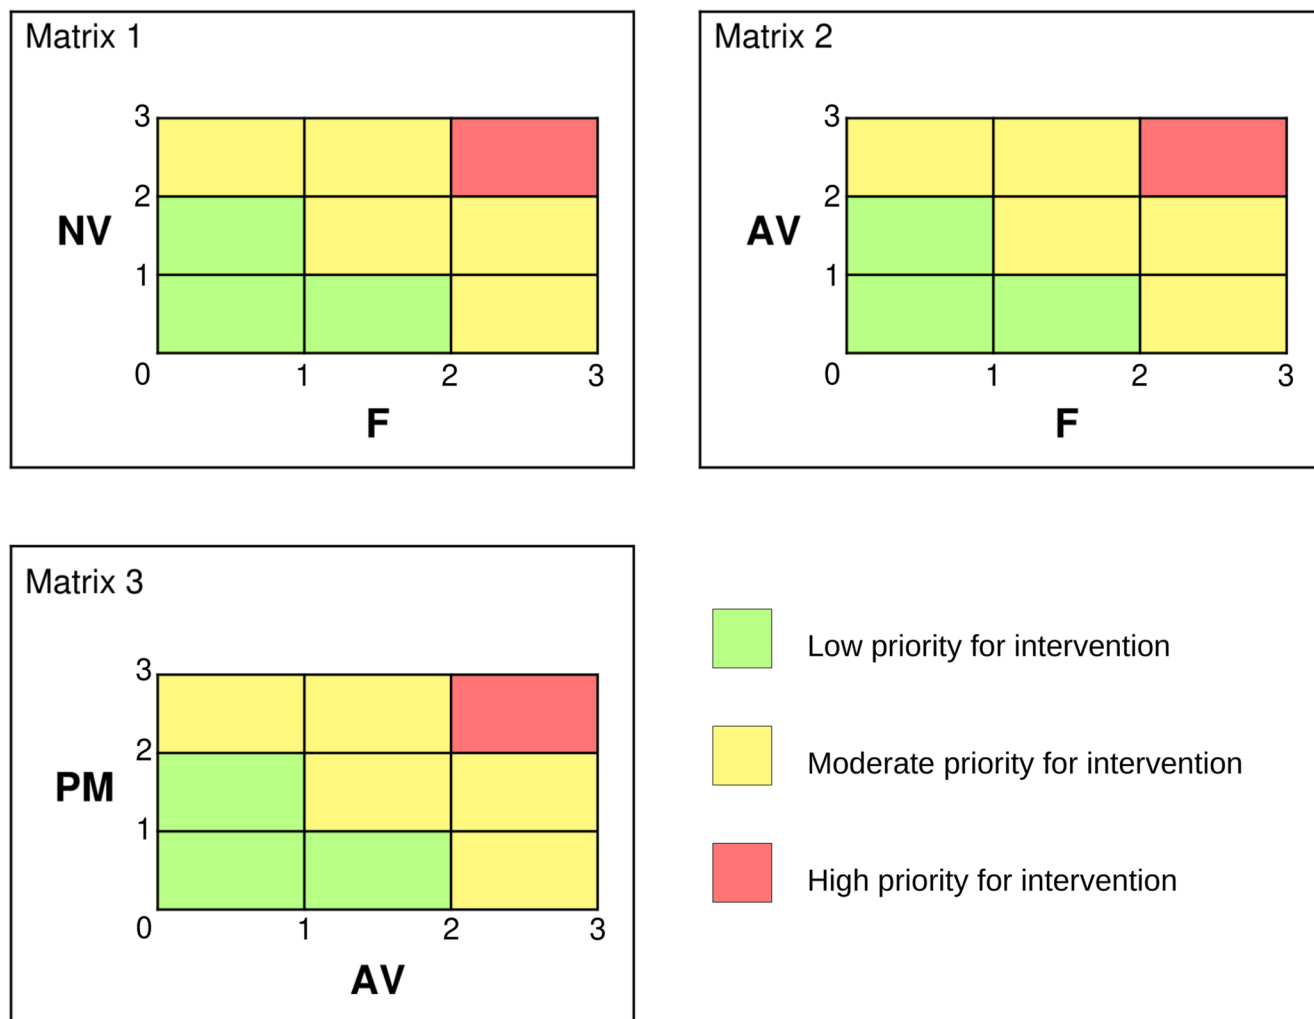 Matrix 1
3
2
NV
1
0
1
2
3
F
Matrix 2
3
2
AV
1
0
1
2
3
F
Matrix 3
3
2
PM
1
0
1
2
3
AV
Low priority for intervention
Moderate priority for intervention
High priority for intervention